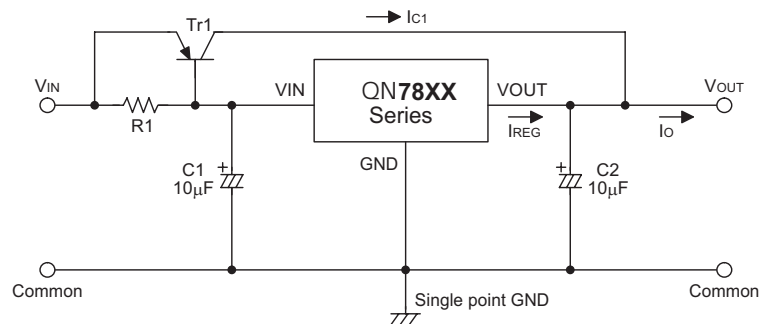 Tr1
IC1
VIN
R1
VIN
QN78XX
Series
VOUT
GND
IREG
IO
VOUT
C1
10μF
C2
10μF
Common
Single point GND
Common